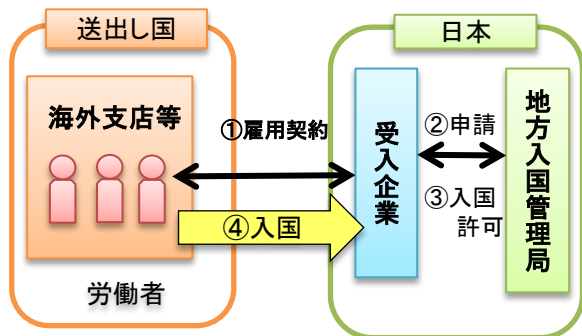 送出し国
海外支店等
労働者
①雇用契約
④入国
日本
受入企業
②申請
③入国
許可
地方入国管理局